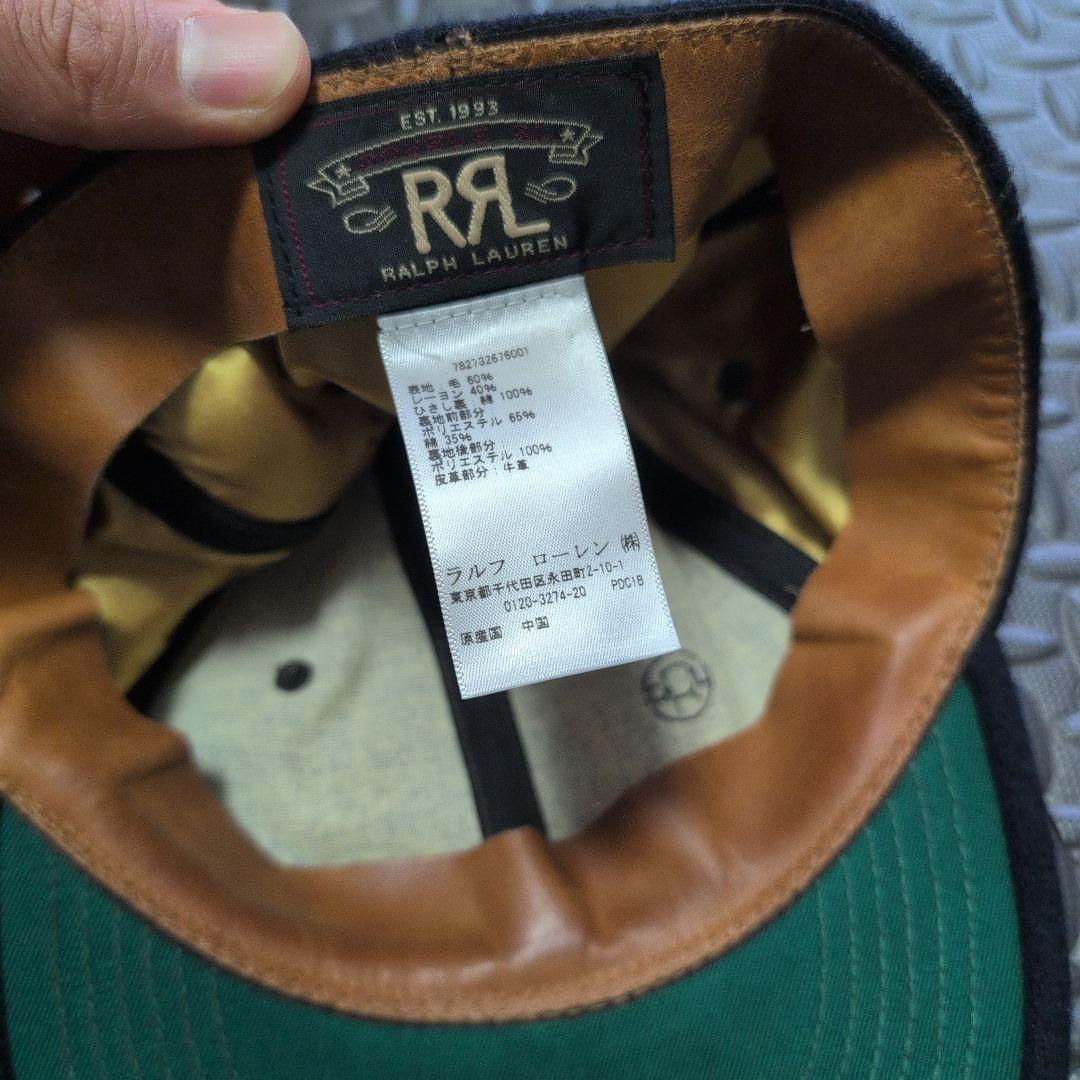 EST. 1993
DOUBLE RL
RRL
RALPH LAUREN
782732676001
表地 毛 60%
レーヨン 40%
ひさし裏 綿 100%
裏地前部分
ポリエステル 65%
綿 35%
裏地後部分
ポリエステル 100%
皮革部分 牛革
ラルフ ローレン ㈱
東京都千代田区永田町2-10-1
0120-3274-20 PDC1B
原産国 中国